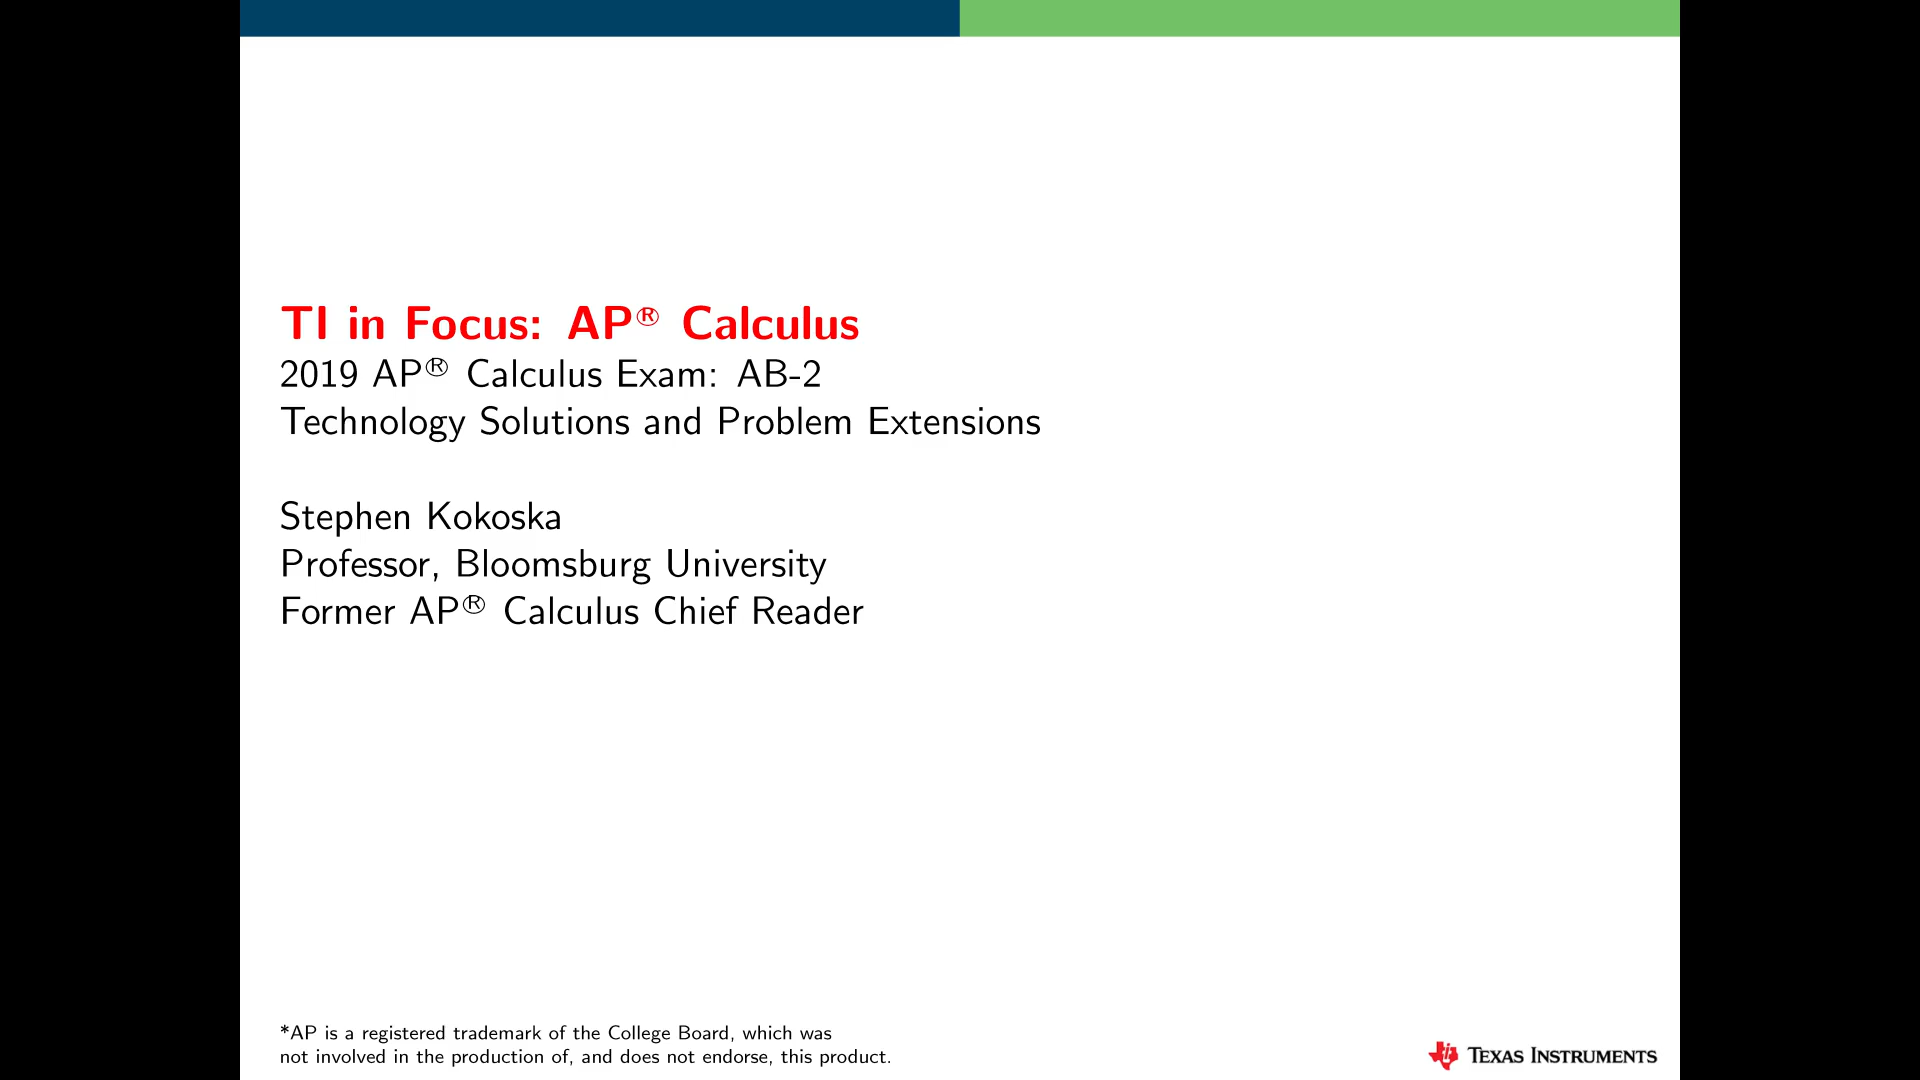 TI in Focus: AP® Calculus
2019 AP® Calculus Exam: AB-2
Technology Solutions and Problem Extensions
Stephen Kokoska
Professor, Bloomsburg University
Former AP® Calculus Chief Reader
*AP is a registered trademark of the College Board, which was
not involved in the production of, and does not endorse, this product.
TEXAS INSTRUMENTS